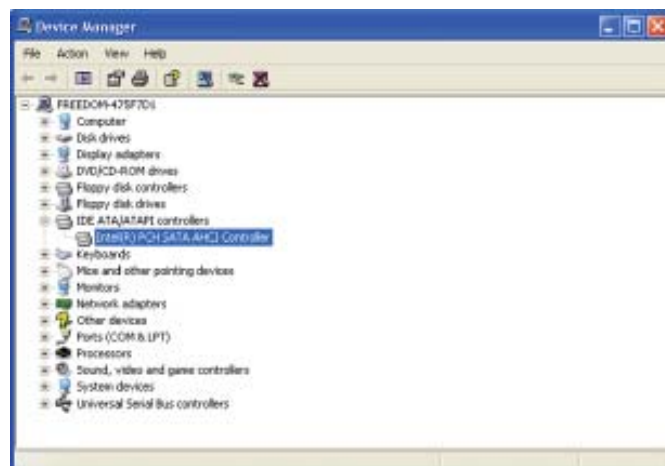 Device Manager
File Action View Help
FREEDOM-475F7D1
Computer
Disk drives
Display adapters
DVD/CD-ROM drives
Floppy disk controllers
Floppy disk drives
IDE ATA/ATAPI controllers
Intel(R) PCH SATA AHCI Controller
Keyboards
Mice and other pointing devices
Monitors
Network adapters
Other devices
Ports (COM & LPT)
Processors
Sound, video and game controllers
System devices
Universal Serial Bus controllers